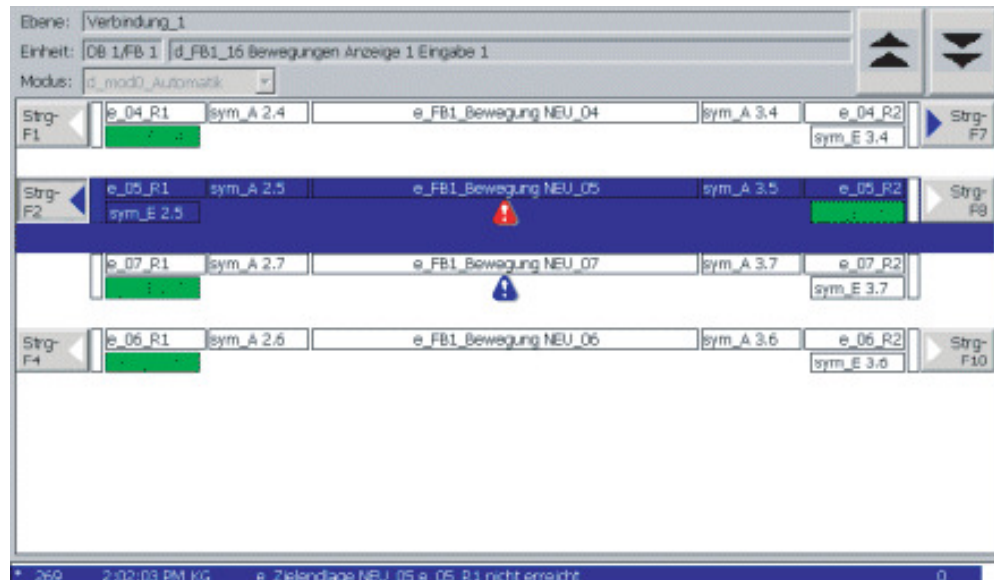 Ebene: Verbindung_1
Einheit: DB 1/FB 1 d_FB1_16 Bewegungen Anzeige 1 Eingabe 1
Modus: d_mod0_Automatik
Strg-F1 e_04_R1 sym_A 2.4 e_FB1_Bewegung NEU_04 sym_A 3.4 e_04_R2 Strg-F7
sym_E 3.4
Strg-F2 e_05_R1 sym_A 2.5 e_FB1_Bewegung NEU_05 sym_A 3.5 e_05_R2 Strg-F8
sym_E 2.5
e_07_R1 sym_A 2.7 e_FB1_Bewegung NEU_07 sym_A 3.7 e_07_R2
sym_E 3.7
Strg-F4 e_06_R1 sym_A 2.6 e_FB1_Bewegung NEU_06 sym_A 3.6 e_06_R2 Strg-F10
sym_E 3.6
* 269 2:02:03 PM KG e_Zielendlage NEU_05 e_05_R1 nicht erreicht 0